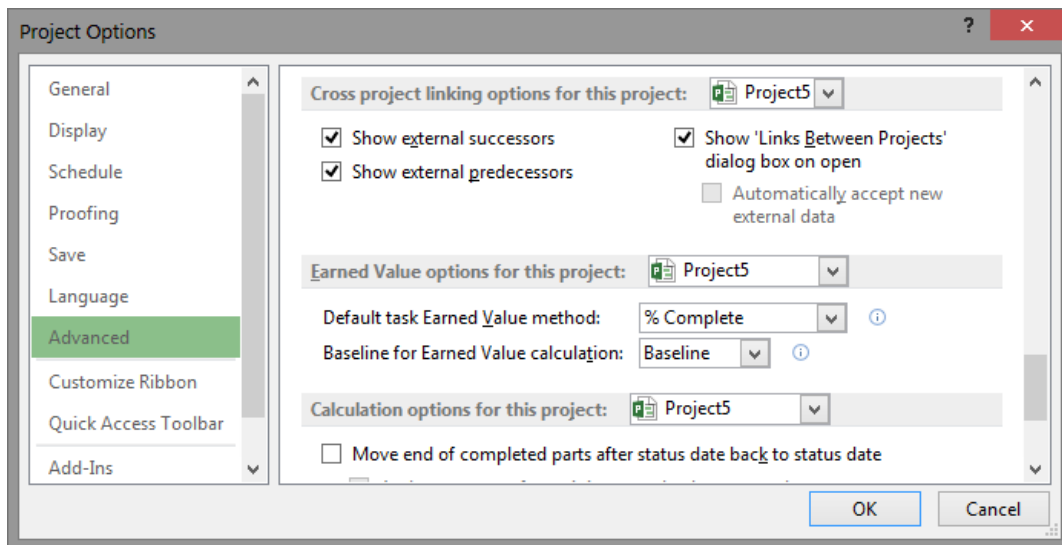 Project Options
?
General
Display
Schedule
Proofing
Save
Language
Advanced
Customize Ribbon
Quick Access Toolbar
Add-Ins
Cross project linking options for this project: Project5
Show external successors
Show external predecessors
Show 'Links Between Projects'
dialog box on open
Automatically accept new
external data
Earned Value options for this project: Project5
Default task Earned Value method: % Complete
Baseline for Earned Value calculation: Baseline
Calculation options for this project: Project5
Move end of completed parts after status date back to status date
OK Cancel